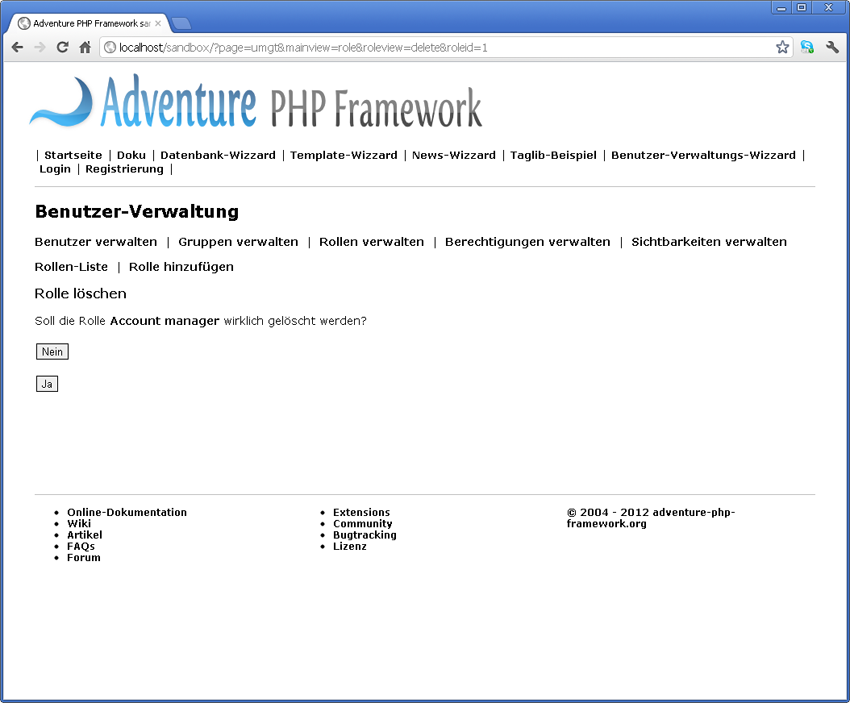 Adventure PHP Framework sa
localhost/sandbox/?page=umgt&mainview=role&roleview=delete&roleid=1
Adventure PHP Framework
| Startseite | Doku | Datenbank-Wizzard | Template-Wizzard | News-Wizzard | Taglib-Beispiel | Benutzer-Verwaltungs-Wizzard |
Login | Registrierung |
Benutzer-Verwaltung
Benutzer verwalten | Gruppen verwalten | Rollen verwalten | Berechtigungen verwalten | Sichtbarkeiten verwalten
Rollen-Liste | Rolle hinzufügen
Rolle löschen
Soll die Rolle Account manager wirklich gelöscht werden?
Nein
Ja
• Online-Dokumentation
• Wiki
• Artikel
• FAQs
• Forum
• Extensions
• Community
• Bugtracking
• Lizenz
© 2004 - 2012 adventure-php-
framework.org